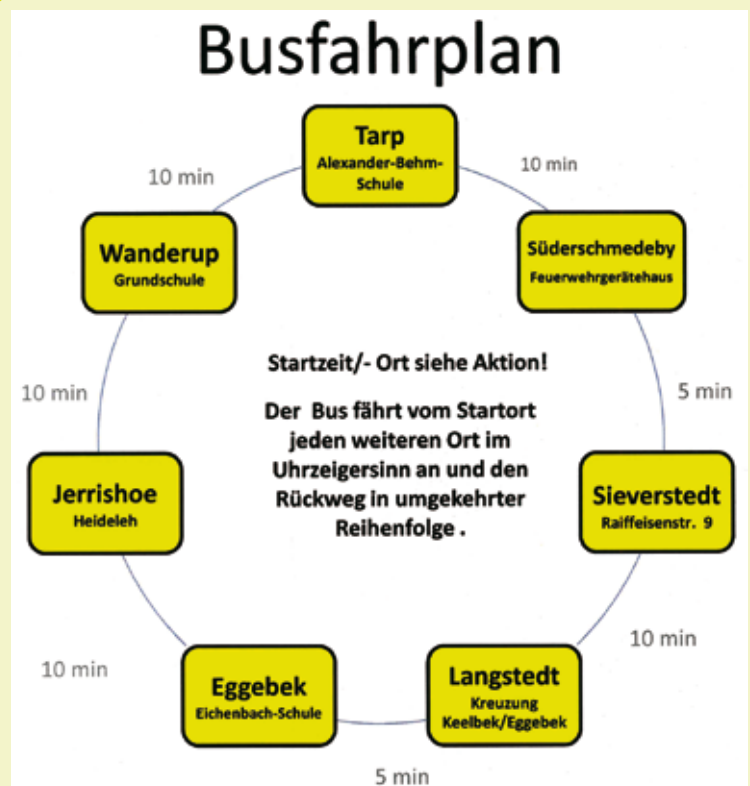 Busfahrplan
Tarp
Alexander-Behm-
Schule
10 min
10 min
Wanderup
Grundschule
Süderschmedeby
Feuerwehrgerätehaus
Startzeit/- Ort siehe Aktion!
10 min
5 min
Der Bus fährt vom Startort
jeden weiteren Ort im
Uhrzeigersinn an und den
Rückweg in umgekehrter
Reihenfolge .
Jerrishoe
Heideleh
Sieverstedt
Raiffeisenstr. 9
10 min
10 min
Eggebek
Eichenbach-Schule
Langstedt
Kreuzung
Keelbek/Eggebek
5 min